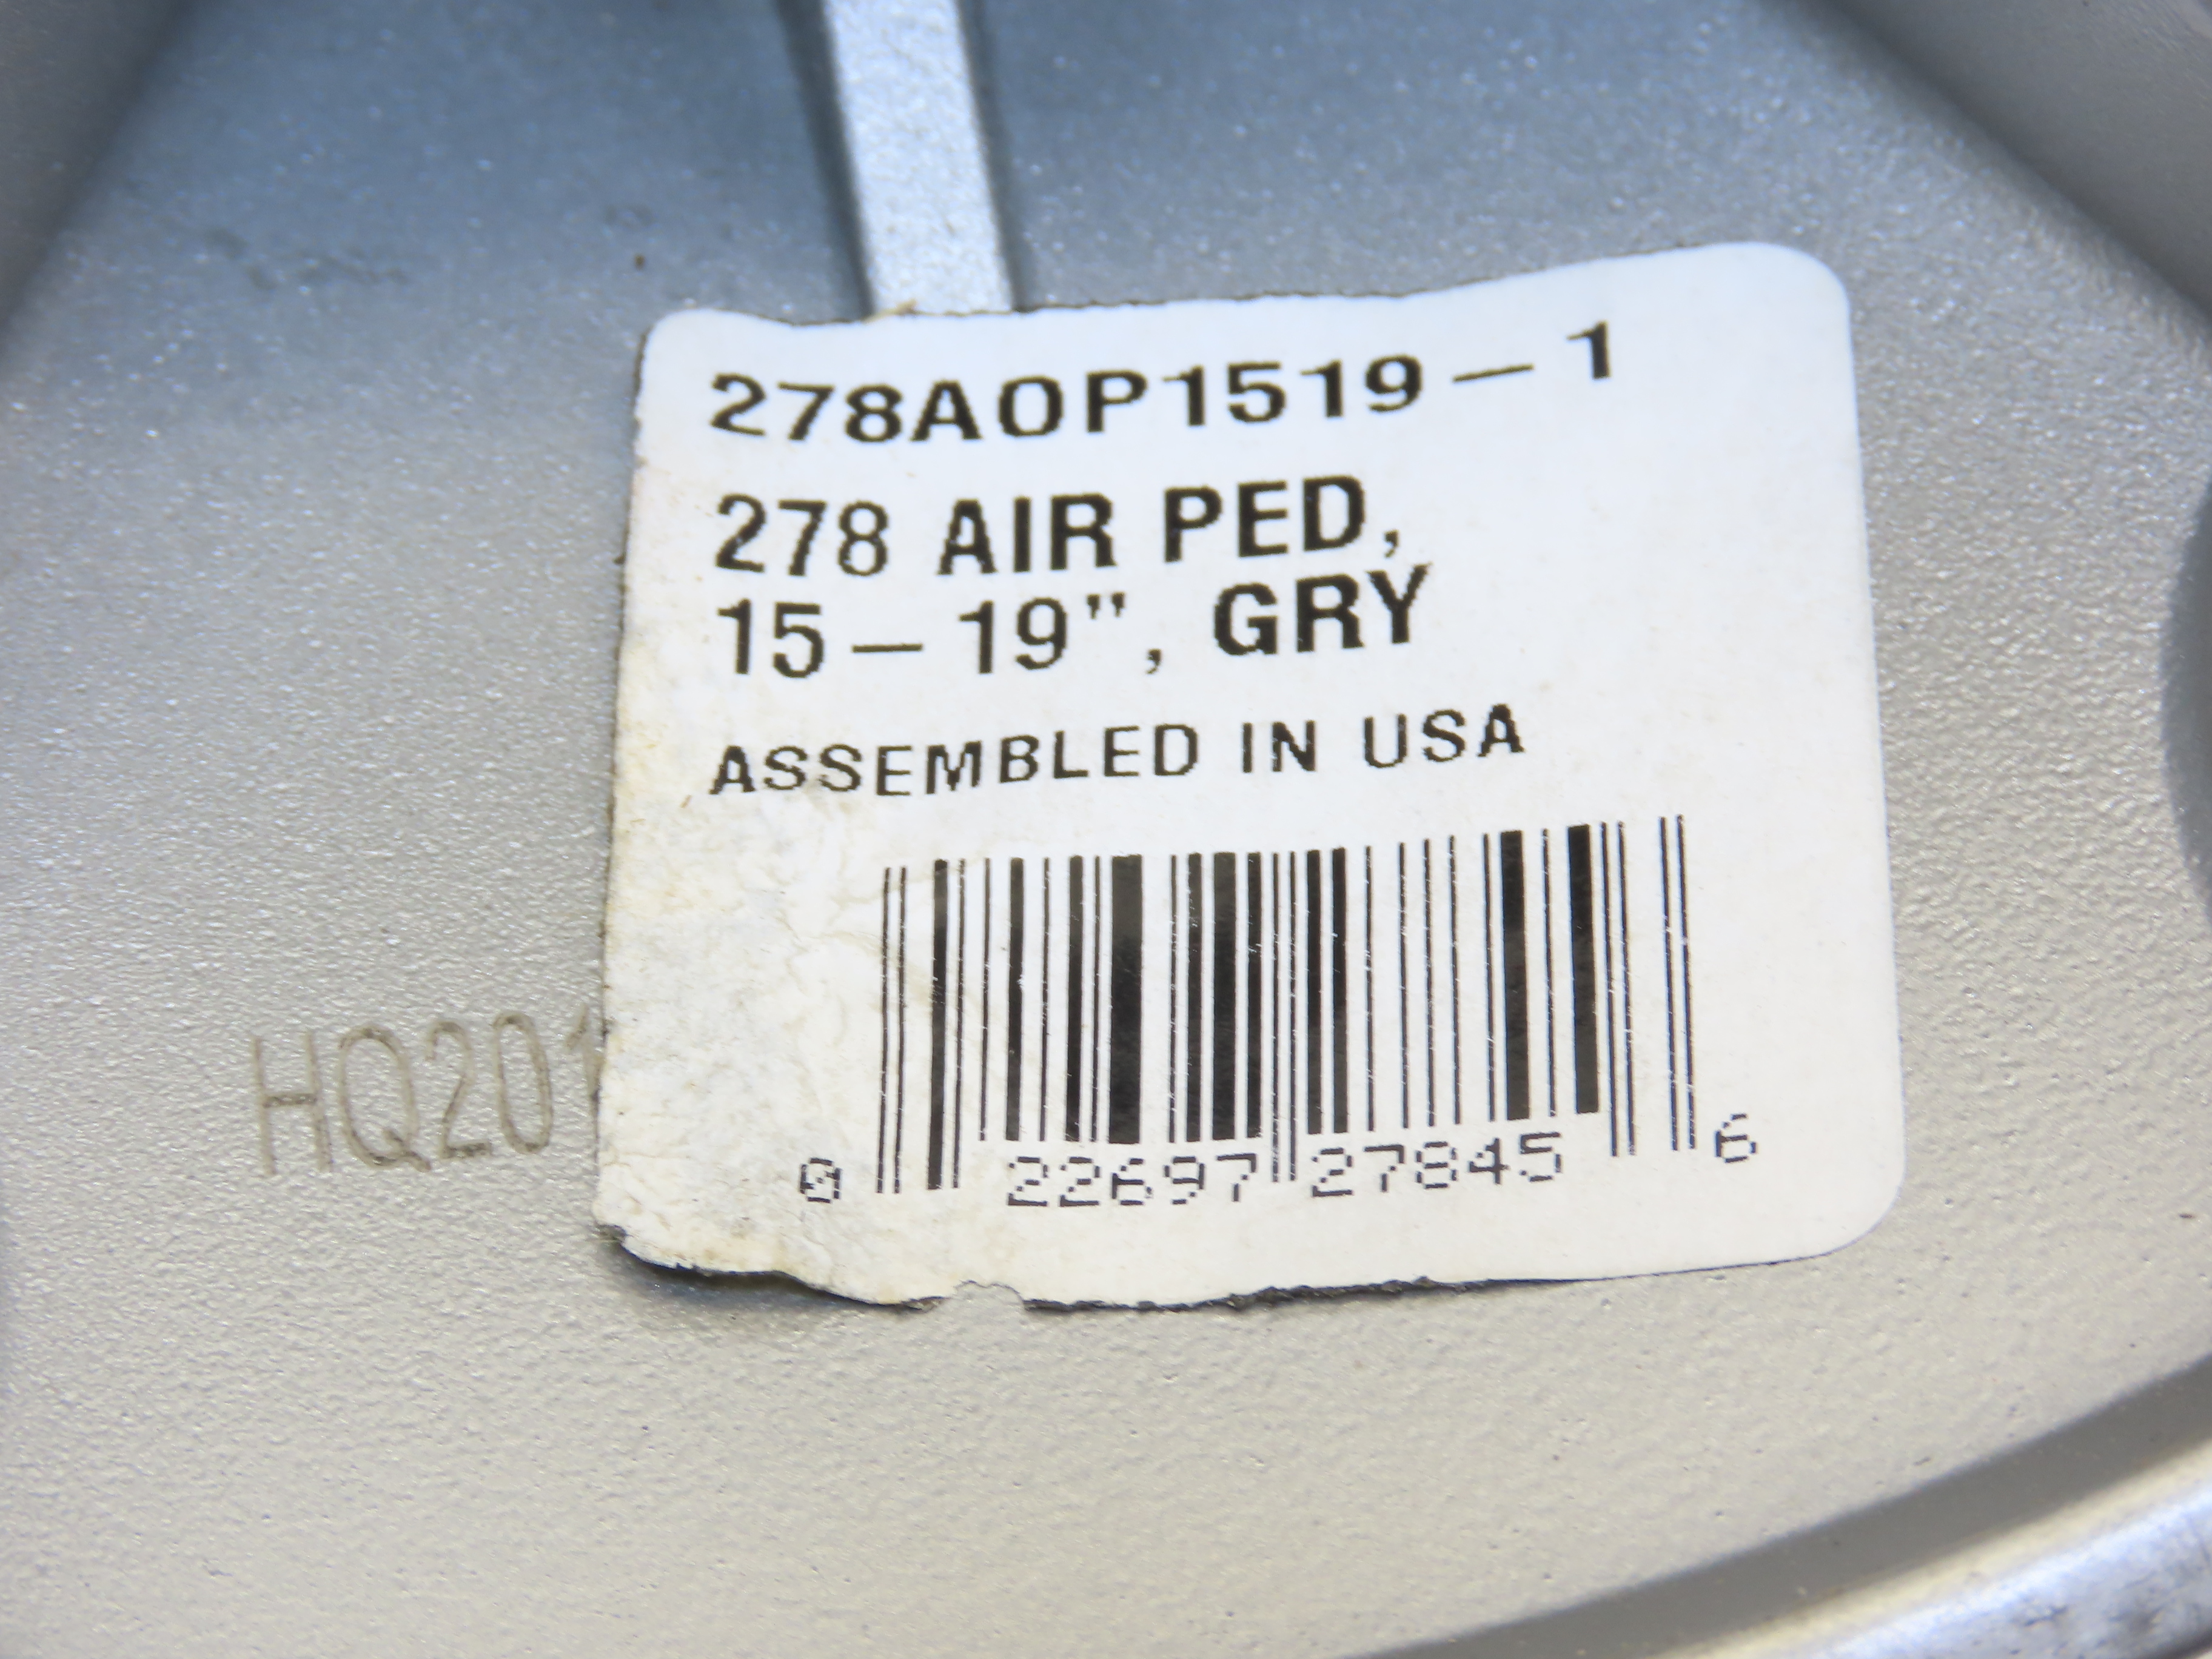 278AOP1519-1
278 AIR PED,
15-19", GRY
ASSEMBLED IN USA
HQ201
0 22697 27845 6